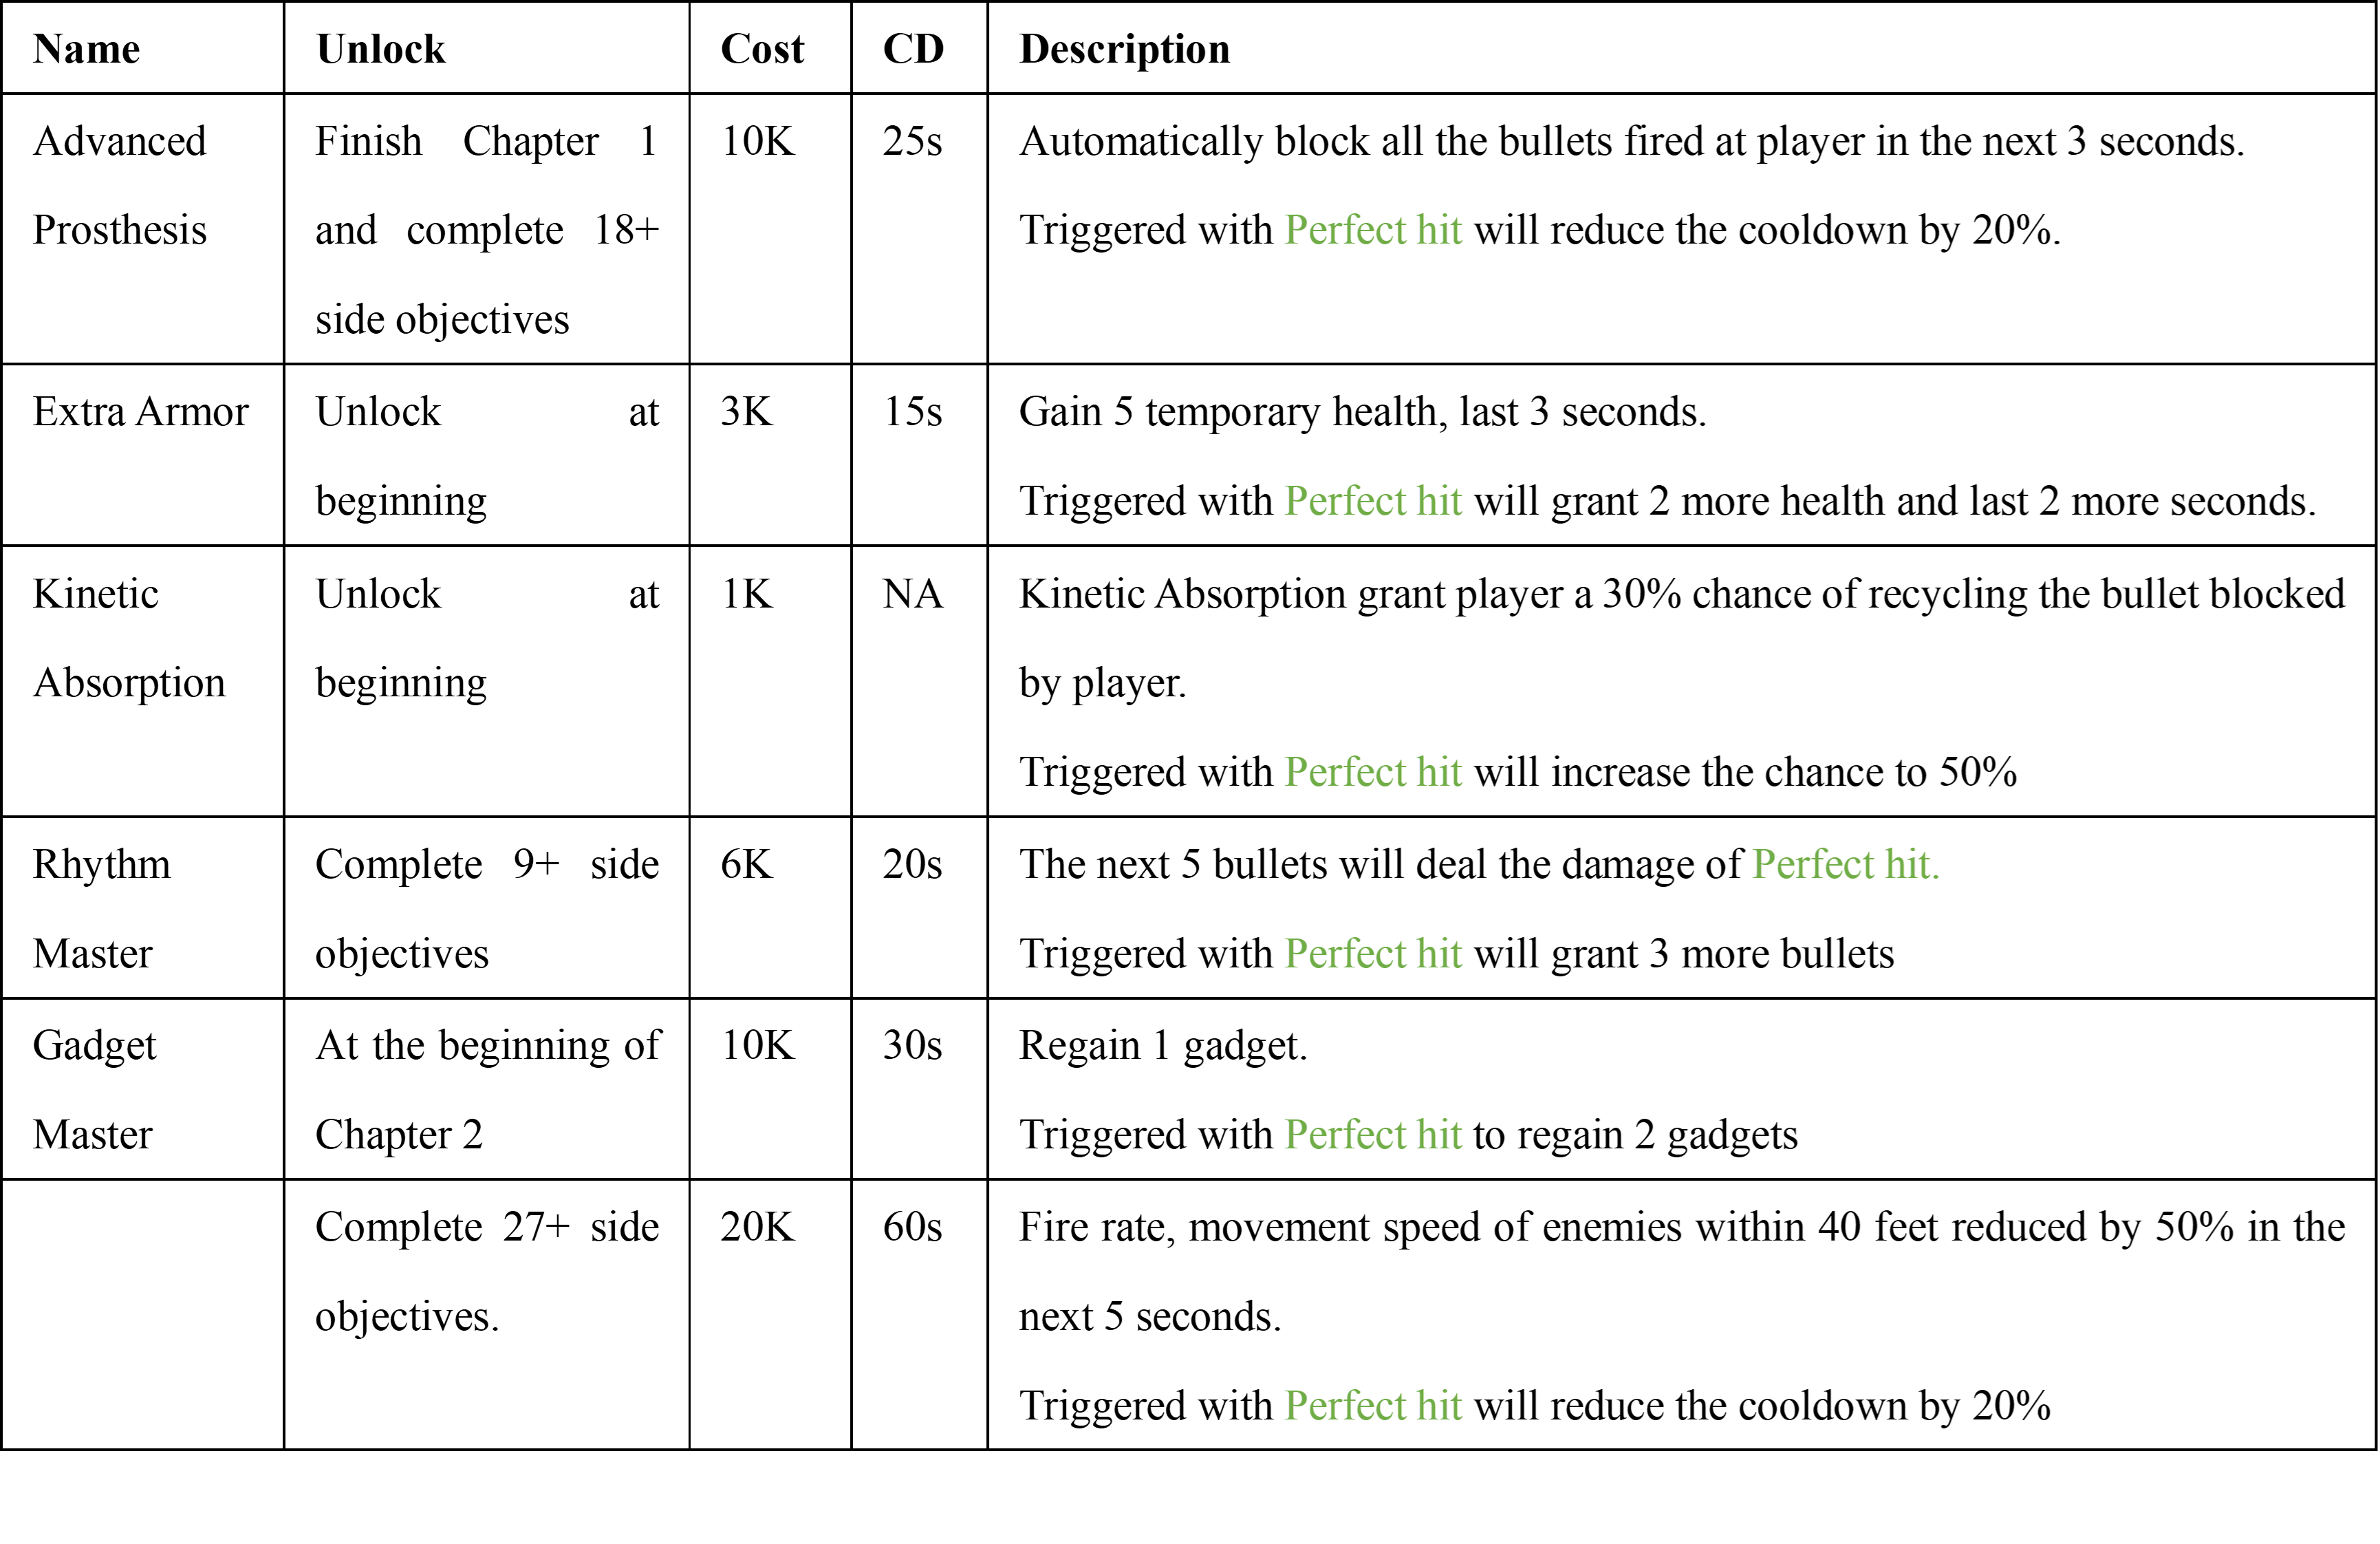 Name Unlock Cost CD Description
Advanced Finish Chapter 1 10K 25s Automatically block all the bullets fired at player in the next 3 seconds.
Prosthesis and complete 18+ Triggered with Perfect hit will reduce the cooldown by 20%.
side objectives
Extra Armor Unlock at 3K 15s Gain 5 temporary health, last 3 seconds.
beginning Triggered with Perfect hit will grant 2 more health and last 2 more seconds.
Kinetic Unlock at 1K NA Kinetic Absorption grant player a 30% chance of recycling the bullet blocked
Absorption beginning by player.
Triggered with Perfect hit will increase the chance to 50%
Rhythm Complete 9+ side 6K 20s The next 5 bullets will deal the damage of Perfect hit.
Master objectives Triggered with Perfect hit will grant 3 more bullets
Gadget At the beginning of 10K 30s Regain 1 gadget.
Master Chapter 2 Triggered with Perfect hit to regain 2 gadgets
Complete 27+ side 20K 60s Fire rate, movement speed of enemies within 40 feet reduced by 50% in the
objectives. next 5 seconds.
Triggered with Perfect hit will reduce the cooldown by 20%